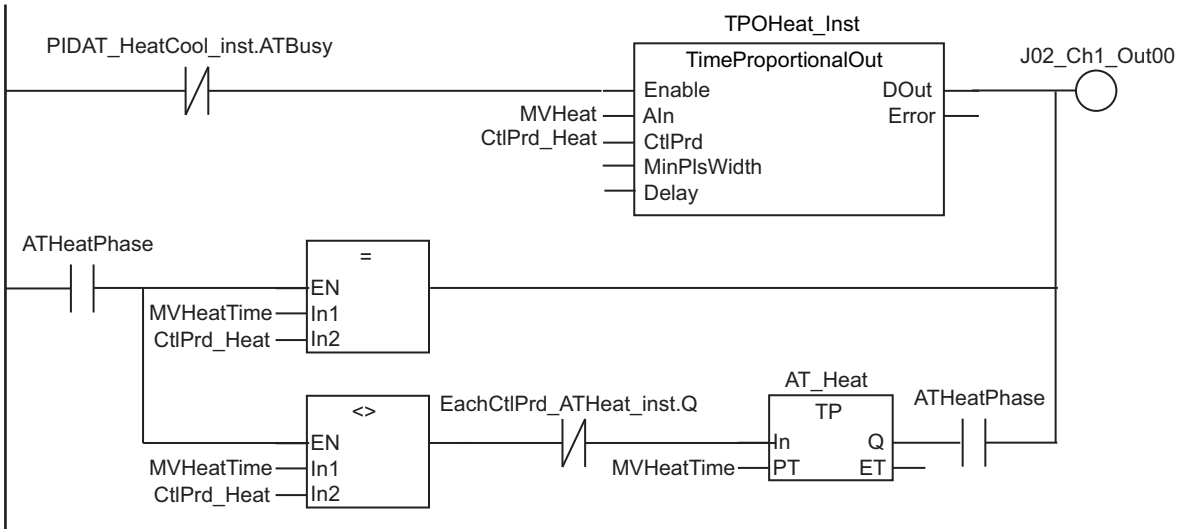 TPOHeat_Inst
PIDAT_HeatCool_inst.ATBusy
TimeProportionalOut
J02_Ch1_Out00
Enable DOut
MVHeat AIn Error
CtlPrd_Heat CtlPrd
MinPlsWidth
Delay
ATHeatPhase
=
EN
MVHeatTime In1
CtlPrd_Heat In2
AT_Heat
<> EachCtlPrd_ATHeat_inst.Q TP ATHeatPhase
EN In Q
MVHeatTime In1 MVHeatTime PT ET
CtlPrd_Heat In2